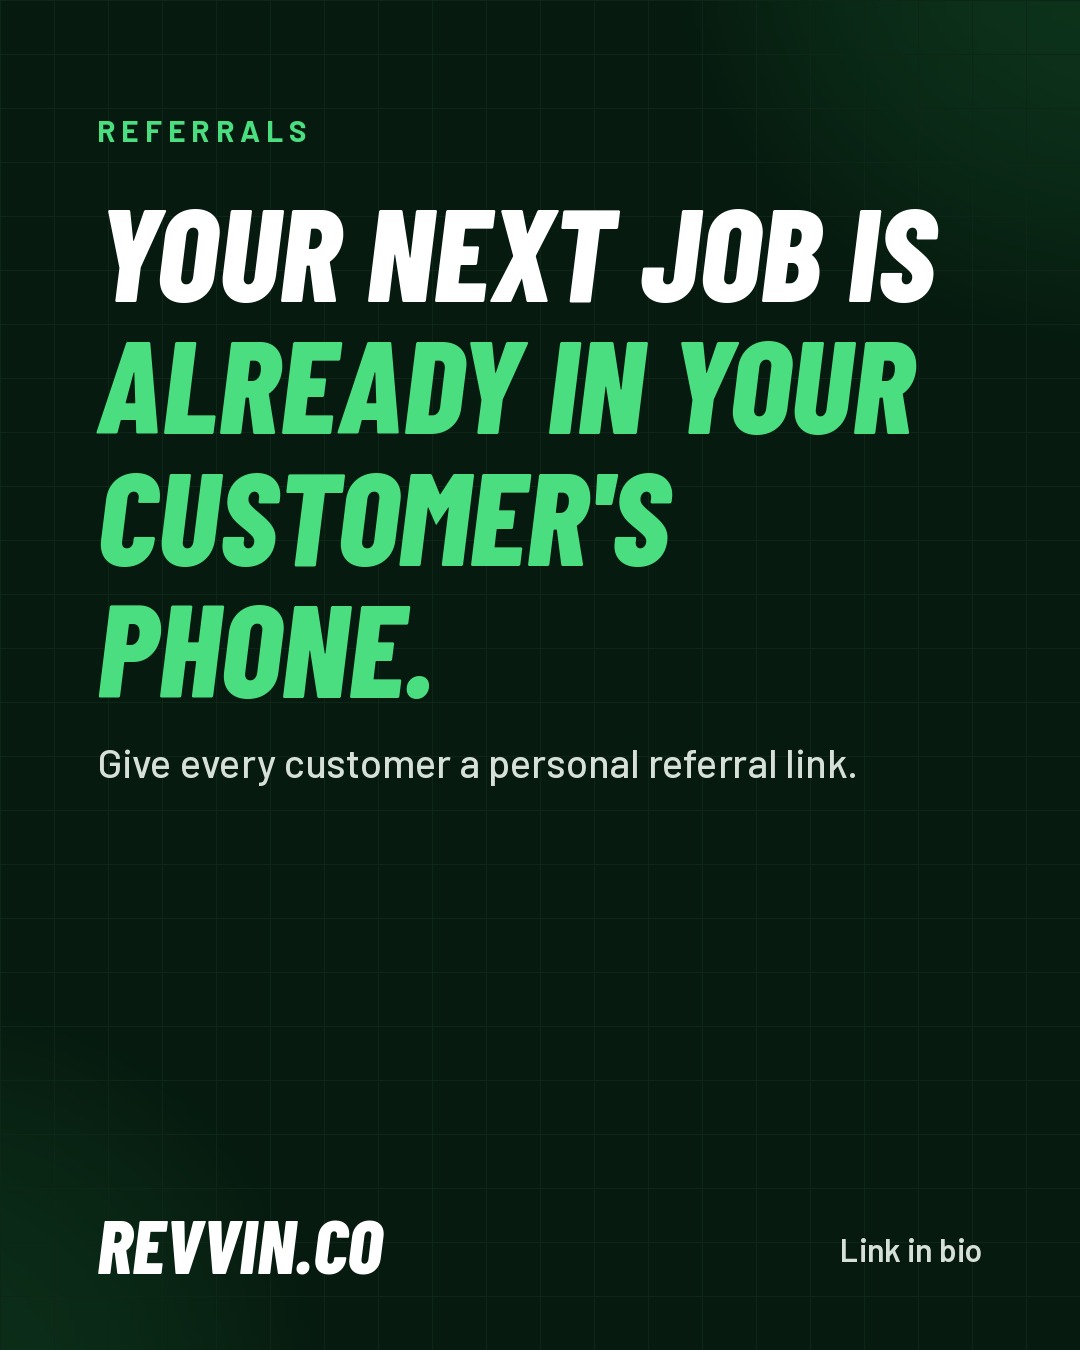 REFERRALS
YOUR NEXT JOB IS
ALREADY IN YOUR
CUSTOMER'S
PHONE.
Give every customer a personal referral link.
REVVIN.CO
Link in bio